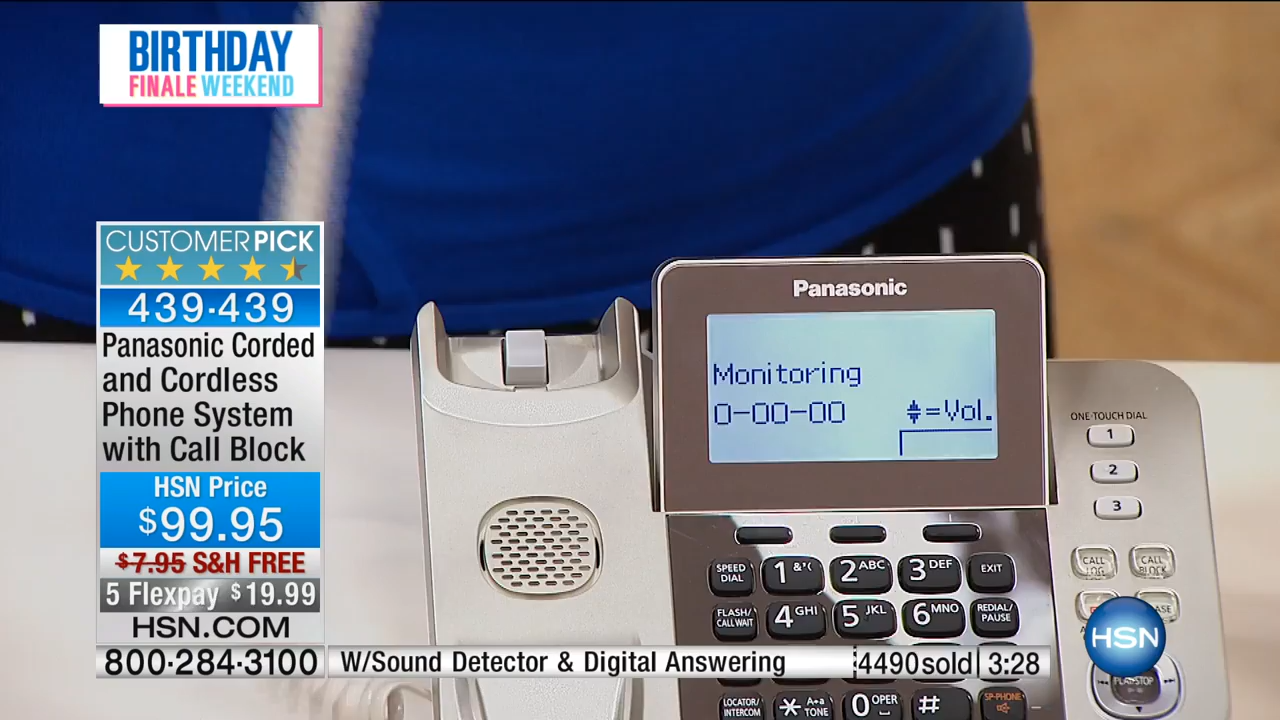 BIRTHDAY
FINALE WEEKEND
CUSTOMER PICK
439·439
Panasonic Corded
and Cordless
Phone System
with Call Block
HSN Price
$99.95
$7.95 S&H FREE
5 Flexpay $19.99
HSN.COM
800·284·3100
W/Sound Detector & Digital Answering
4490 sold
3:28
HSN
Panasonic
Monitoring
0-00-00 #=Vol.
ONE TOUCH DIAL
1
2
3
SPEED DIAL
1 &'(
2 ABC
3 DEF
EXIT
CALL LOG
CALL BLOCK
FLASH/ CALL WAIT
4 GHI
5 JKL
6 MNO
REDIAL/ PAUSE
LOCATOR/ INTERCOM
* A→a TONE
0 OPER
#
SP-PHONE
PLAY/STOP